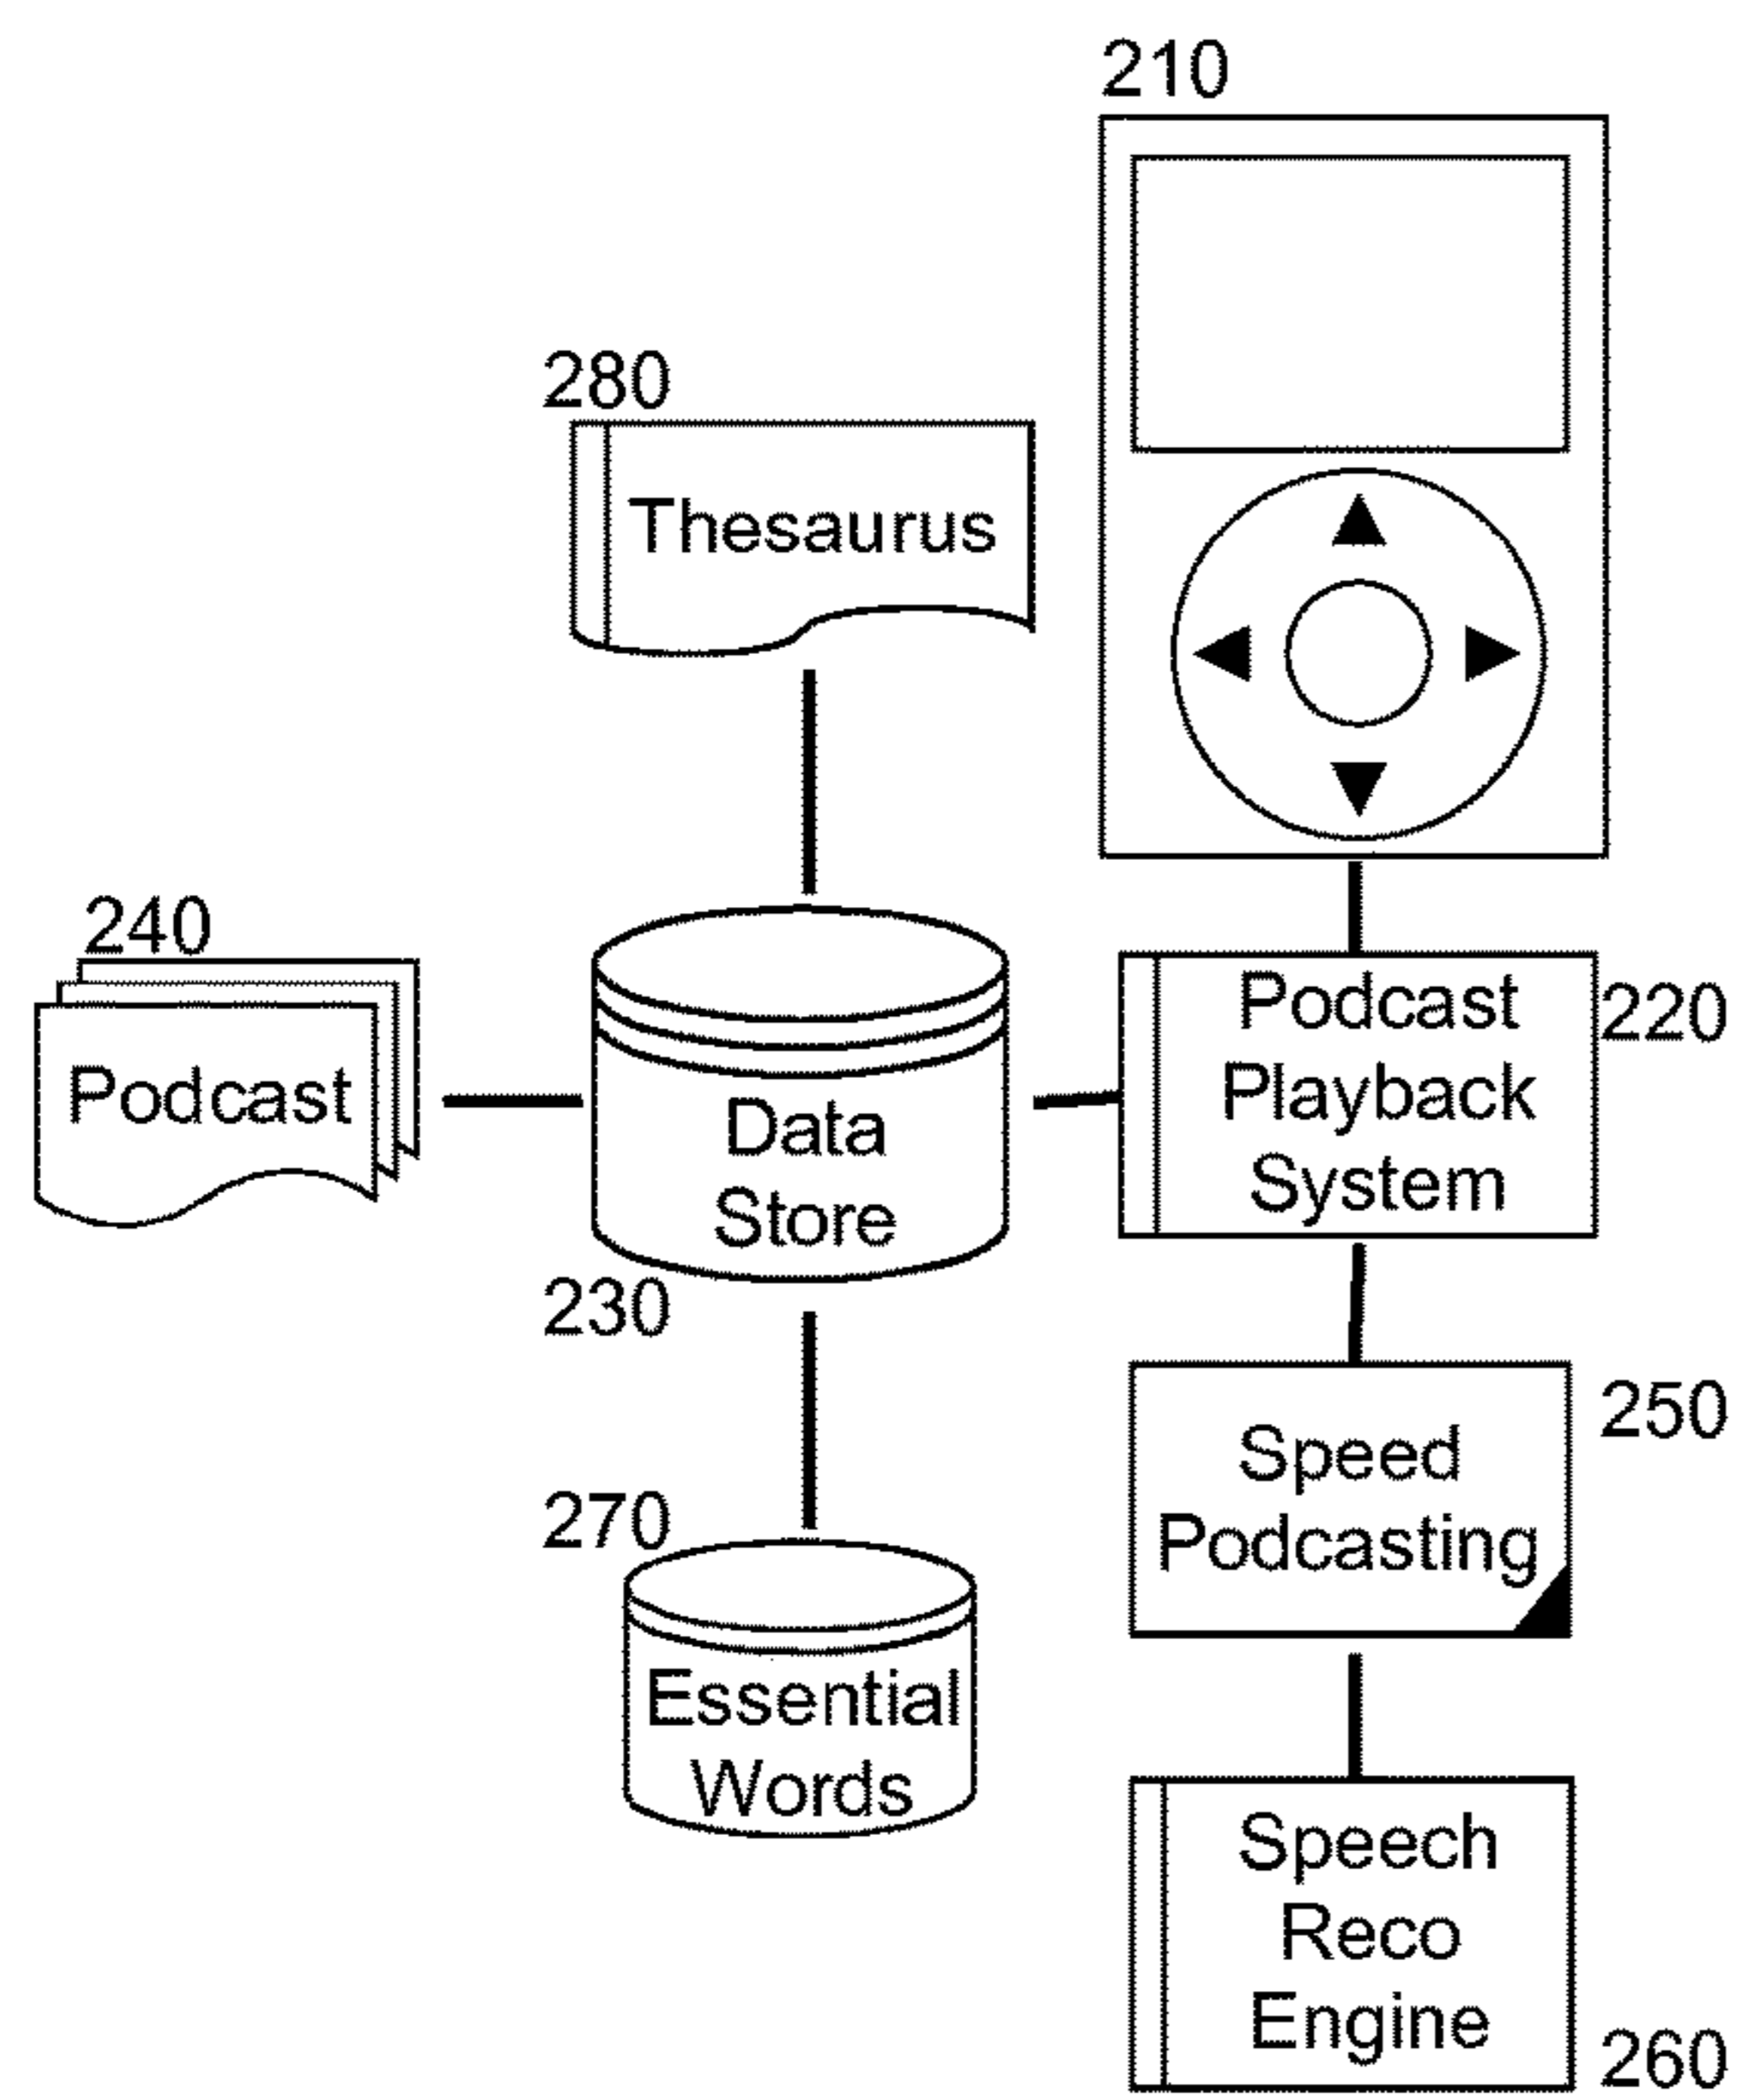 210
280
Thesaurus
240
Podcast
Data
Store
230
Podcast
Playback
System
220
Speed
Podcasting
250
270
Essential
Words
Speech
Reco
Engine
260